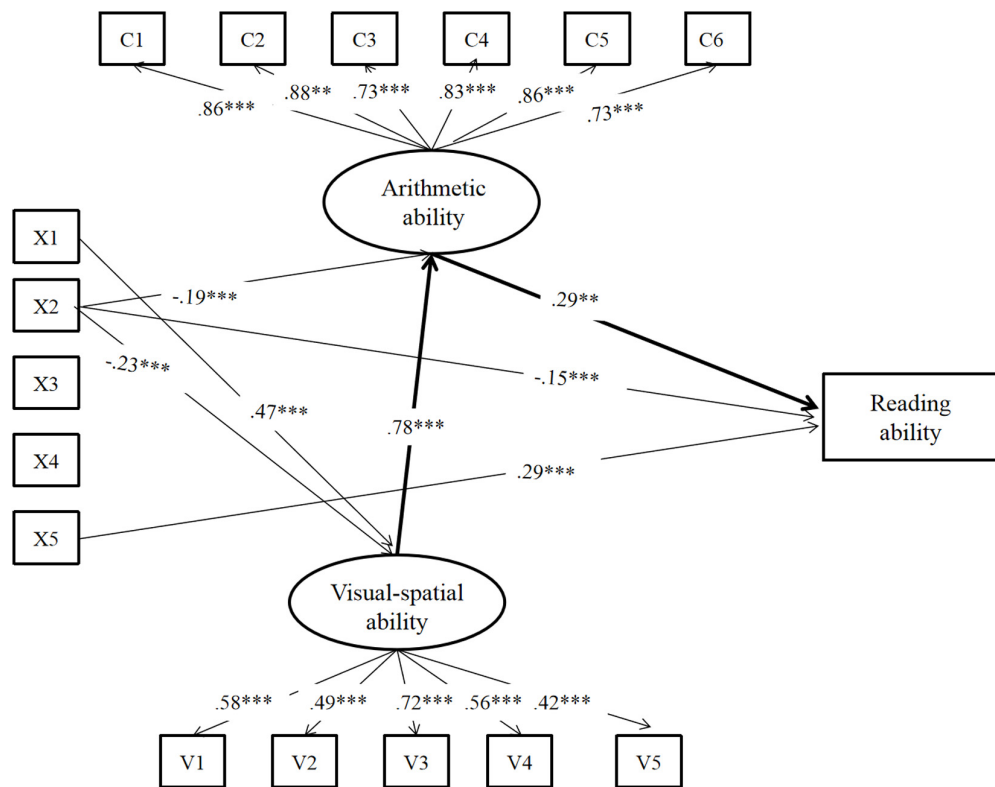 C1 C2 C3 C4 C5 C6
.86*** .88** .73*** .83*** .86*** .73***
Arithmetic
ability
X1
X2
X3
X4
X5
-.19***
.29**
-.23***
-.15***
.47***
.78***
.29***
Reading
ability
Visual-spatial
ability
.58*** .49*** .72*** .56*** .42***
V1 V2 V3 V4 V5